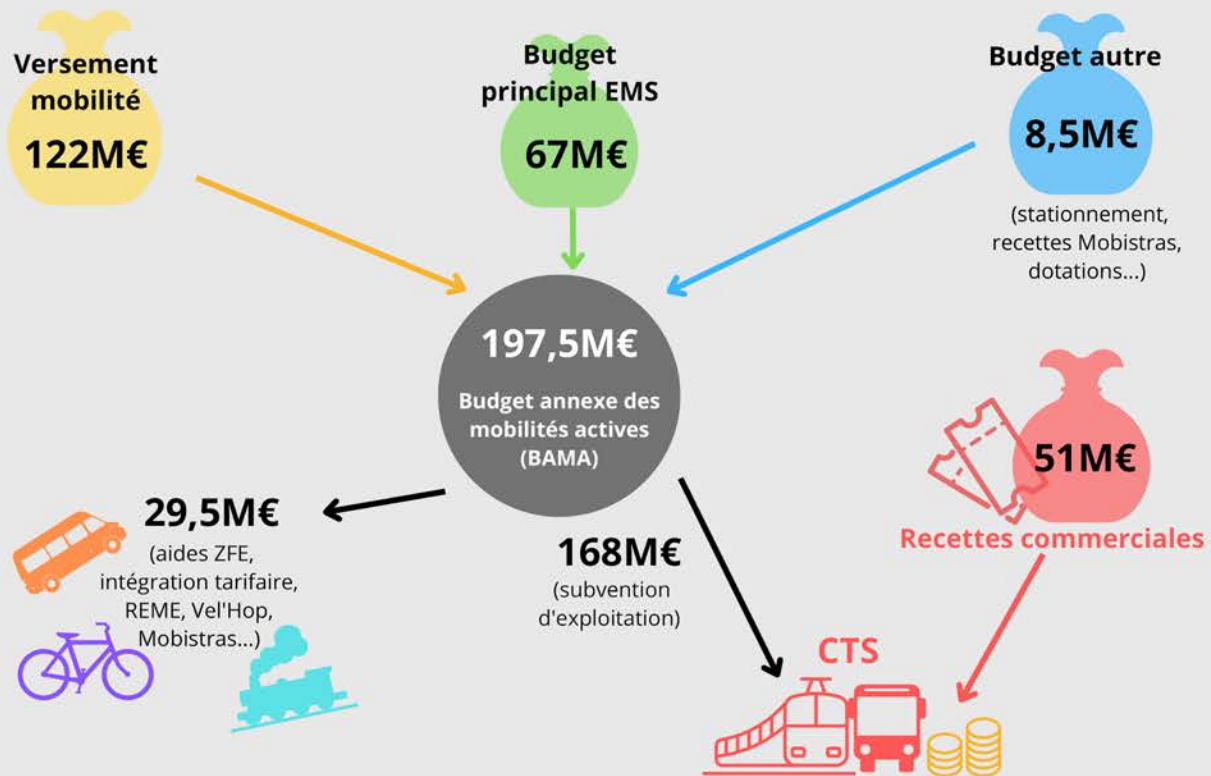 Versement
mobilité
122M€
Budget
principal EMS
67M€
Budget autre
8,5M€
(stationnement,
recettes Mobistras,
dotations...)
197,5M€
Budget annexe des
mobilités actives
(BAMA)
51M€
Recettes commerciales
29,5M€
(aides ZFE,
intégration tarifaire,
REME, Vel'Hop,
Mobistras...)
168M€
(subvention
d'exploitation)
CTS